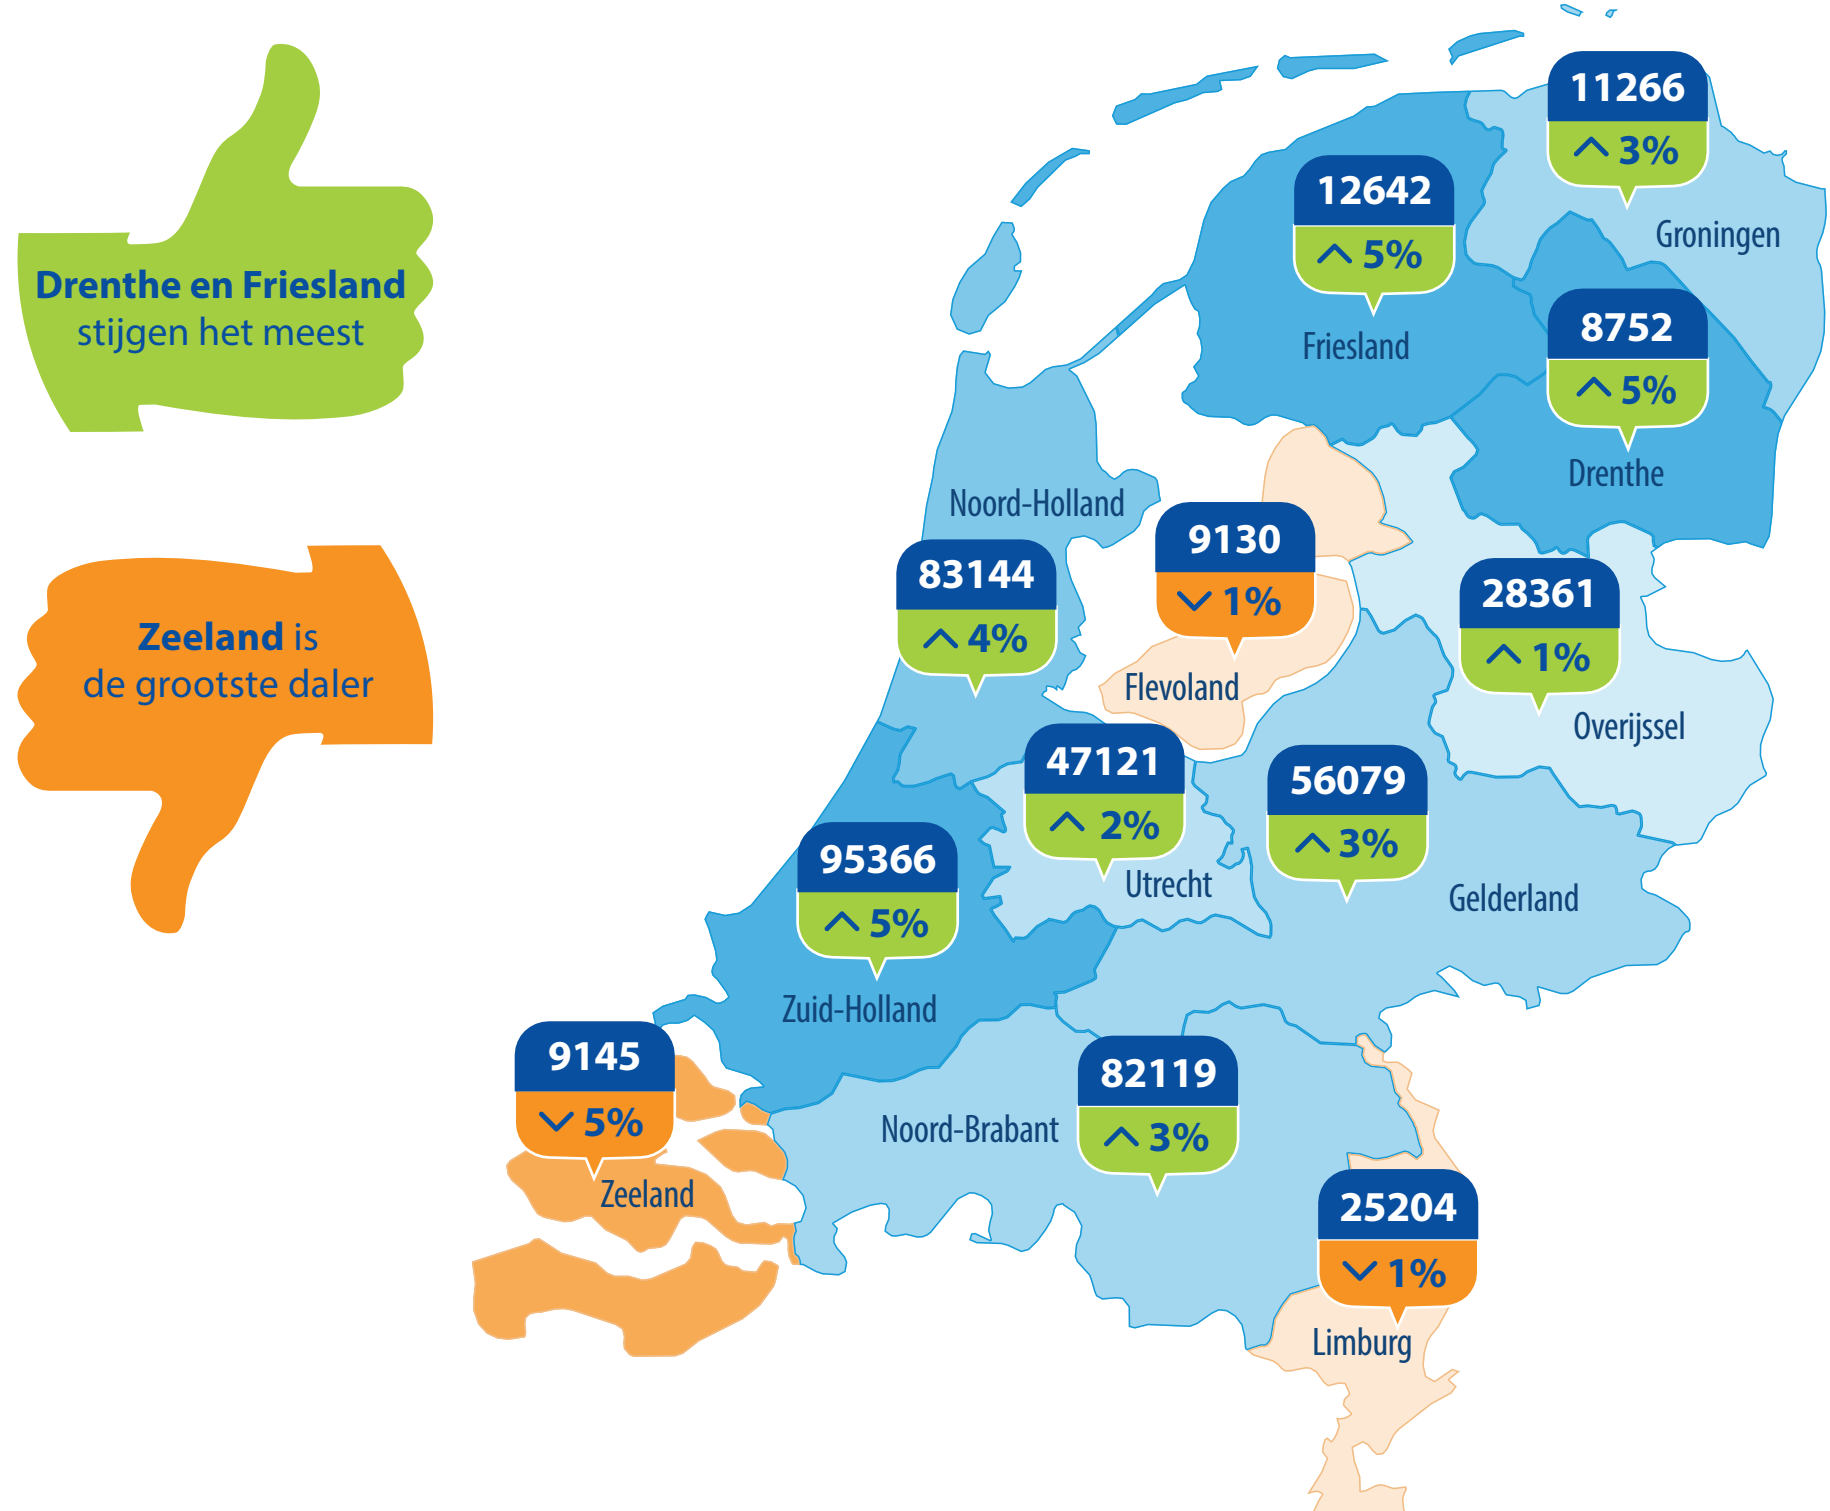 Drenthe en Friesland
stijgen het meest
Zeeland is
de grootste daler
11266
3%
Groningen
12642
5%
Friesland
8752
5%
Drenthe
Noord-Holland
83144
4%
9130
1%
Flevoland
28361
1%
Overijssel
47121
2%
Utrecht
56079
3%
Gelderland
95366
5%
Zuid-Holland
9145
5%
Zeeland
82119
3%
Noord-Brabant
25204
1%
Limburg